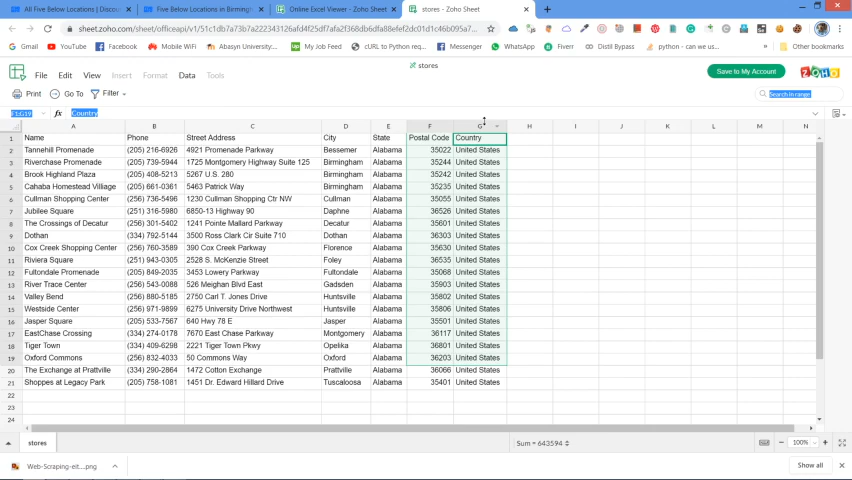 All Five Below Locations | Discou
Five Below Locations in Birmingh
Online Excel Viewer - Zoho Sheet
stores - Zoho Sheet
Gmail YouTube Facebook Mobile WiFi Abasyn University:... My Job Feed cURL to Python req... Messenger WhatsApp Fiverr Distil Bypass python - can we us... » Other bookmarks
stores
File Edit View Insert Format Data Tools
Save to My Account
ZOHO
Print Go To Filter
Search in range
F1:G19 fx Country
A B C D E F G H I J K L M N
1 Name Phone Street Address City State Postal Code Country
2 Tannehill Promenade (205) 216-6926 4921 Promenade Parkway Bessemer Alabama 35022 United States
3 Riverchase Promenade (205) 739-5944 1725 Montgomery Highway Suite 125 Birmingham Alabama 35244 United States
4 Brook Highland Plaza (205) 408-5213 5267 U.S. 280 Birmingham Alabama 35242 United States
5 Cahaba Homestead Village (205) 661-0361 5463 Patrick Way Birmingham Alabama 35235 United States
6 Cullman Shopping Center (256) 736-5496 1230 Cullman Shopping Ctr NW Cullman Alabama 35055 United States
7 Jubilee Square (251) 316-5980 6850-13 Highway 90 Daphne Alabama 36526 United States
8 The Crossings of Decatur (256) 301-5402 1241 Pointe Mallard Parkway Decatur Alabama 35601 United States
9 Dothan (334) 792-5144 3500 Ross Clark Cir Suite 710 Dothan Alabama 36303 United States
10 Cox Creek Shopping Center (256) 760-3589 390 Cox Creek Parkway Florence Alabama 35630 United States
11 Riviera Square (251) 943-0305 2528 S. McKenzie Street Foley Alabama 36535 United States
12 Fultondale Promenade (205) 849-2035 3453 Lowery Parkway Fultondale Alabama 35068 United States
13 River Trace Center (256) 543-0088 526 Meighan Blvd East Gadsden Alabama 35903 United States
14 Valley Bend (256) 880-5185 2750 Carl T. Jones Drive Huntsville Alabama 35802 United States
15 Westside Center (256) 971-9899 6275 University Drive Northwest Huntsville Alabama 35806 United States
16 Jasper Square (205) 533-7567 640 Hwy 78 E Jasper Alabama 35501 United States
17 EastChase Crossing (334) 274-0178 7670 East Chase Parkway Montgomery Alabama 36117 United States
18 Tiger Town (334) 409-6298 2221 Tiger Town Pkwy Opelika Alabama 36801 United States
19 Oxford Commons (256) 832-4033 50 Commons Way Oxford Alabama 36203 United States
20 The Exchange at Prattville (334) 290-2864 1472 Cotton Exchange Prattville Alabama 36066 United States
21 Shoppes at Legacy Park (205) 758-1081 1451 Dr. Edward Hillard Drive Tuscaloosa Alabama 35401 United States
22
23
24
stores
Sum = 643594
100%
Web-Scraping-eit....png
Show all